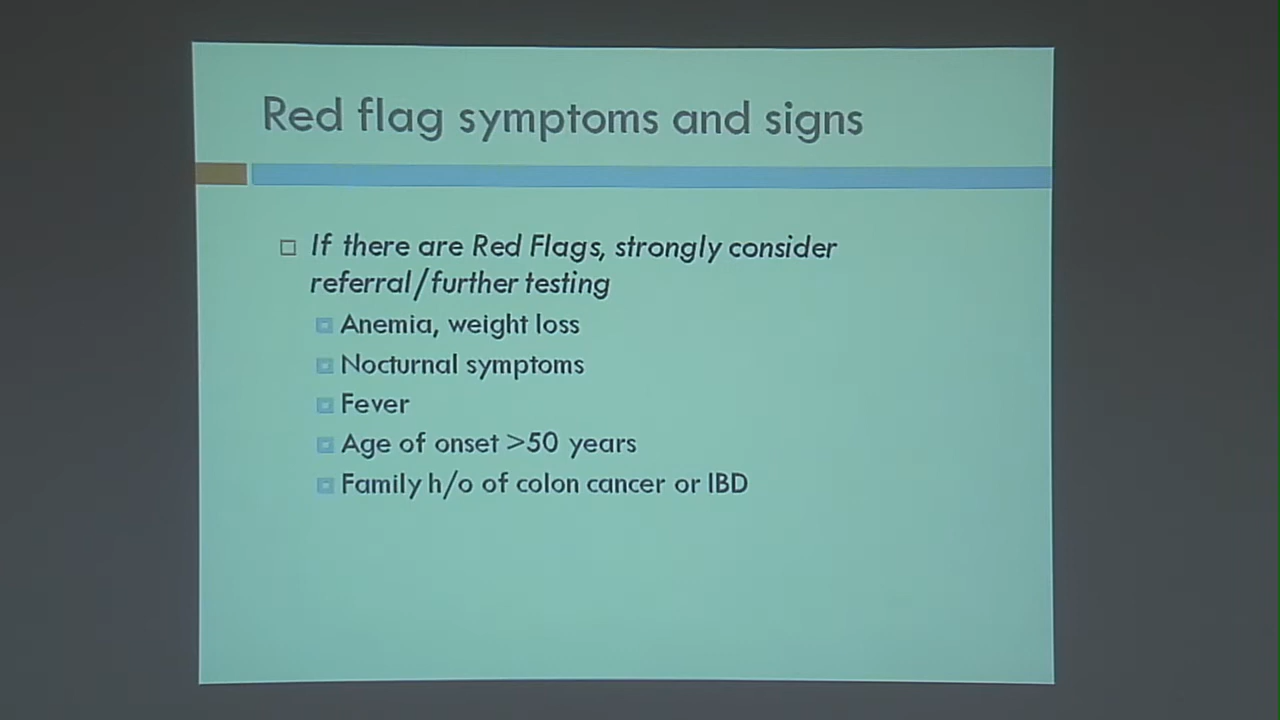 Red flag symptoms and signs
If there are Red Flags, strongly consider
referral/further testing
Anemia, weight loss
Nocturnal symptoms
Fever
Age of onset >50 years
Family h/o of colon cancer or IBD